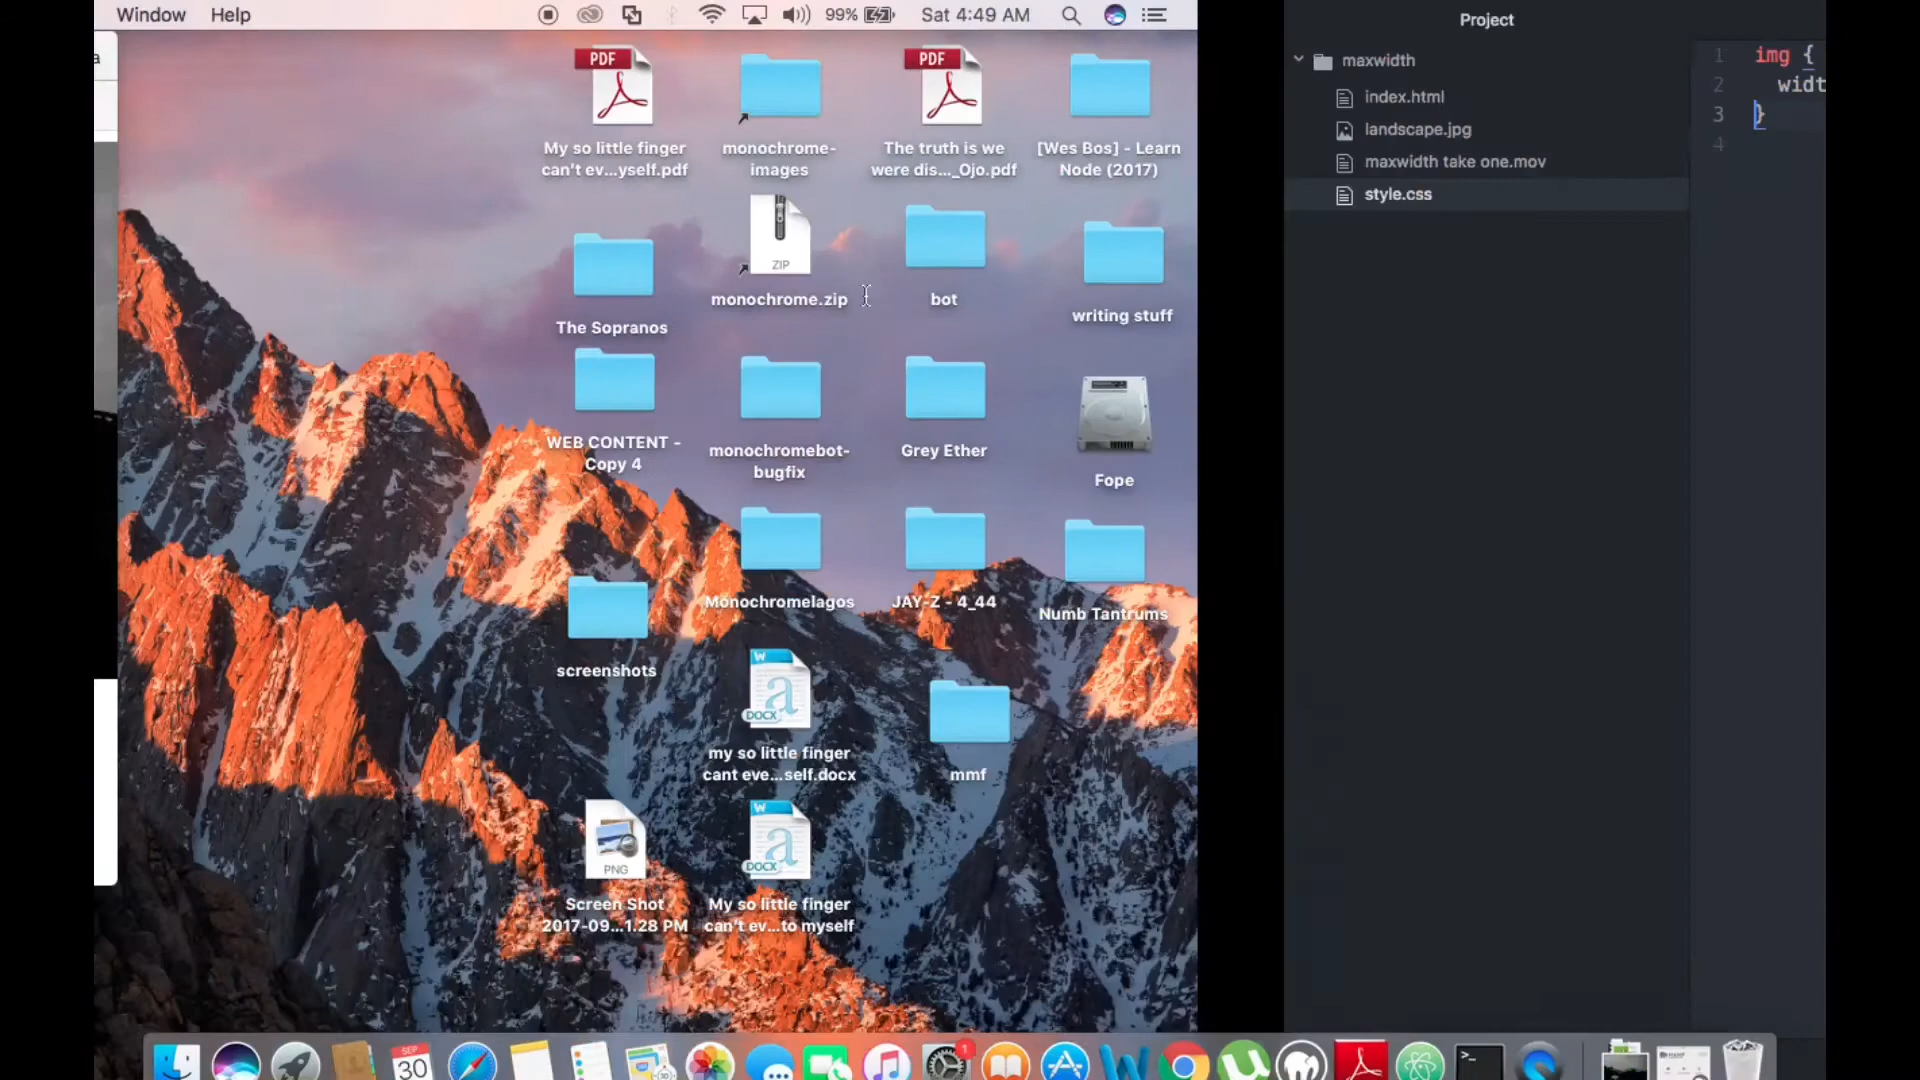 Window Help 99% Sat 4:49 AM
a
PDF
My so little finger
can't ev...yself.pdf
monochrome-
images
PDF
The truth is we
were dis..._Ojo.pdf
[Wes Bos] - Learn
Node (2017)
The Sopranos
ZIP
monochrome.zip
bot
writing stuff
WEB CONTENT -
Copy 4
monochromebot-
bugfix
Grey Ether
Fope
screenshots
Monochromelagos
JAY-Z - 4_44
Numb Tantrums
W
a
DOCX
my so little finger
cant eve...self.docx
mmf
PNG
Screen Shot
2017-09...1.28 PM
W
a
DOCX
My so little finger
can't ev...to myself
Project
maxwidth
index.html
landscape.jpg
maxwidth take one.mov
style.css
1 img {
2 widt
3 }
4
SEP
30
1
>_